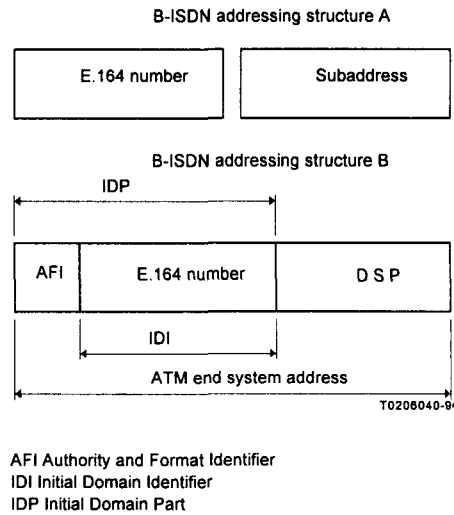 B-ISDN addressing structure A
E.164 number Subaddress
B-ISDN addressing structure B
IDP
AFI E.164 number D S P
IDI
ATM end system address
AFI Authority and Format Identifier
IDI Initial Domain Identifier
IDP Initial Domain Part